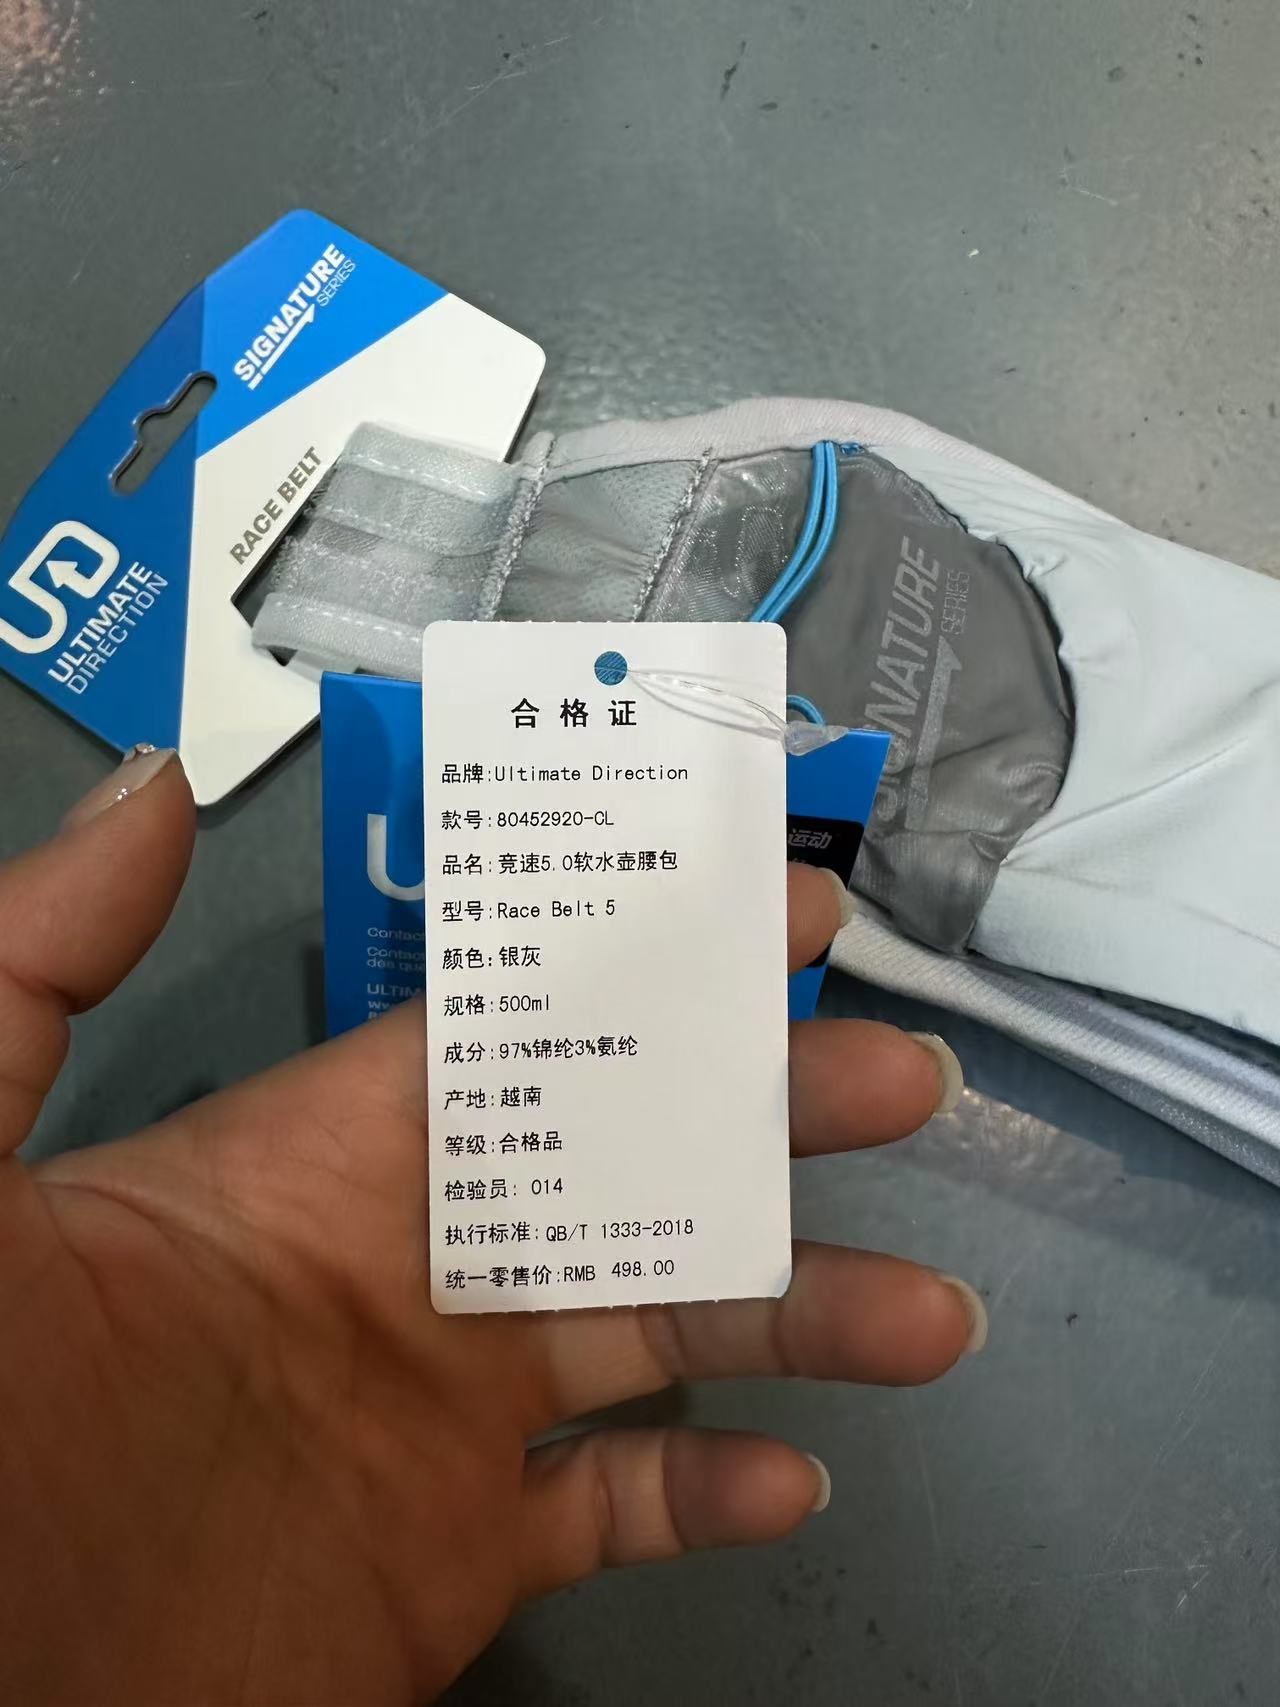 SIGNATURE
SERIES
RACE BELT
ULTIMATE
DIRECTION
SIGNATURE
SERIES
合格证
品牌:Ultimate Direction
款号:80452920-CL
品名:竞速5.0软水壶腰包
型号:Race Belt 5
颜色:银灰
规格:500ml
成分:97%锦纶3%氨纶
产地:越南
等级:合格品
检验员: 014
执行标准:QB/T 1333-2018
统一零售价:RMB 498.00
运动